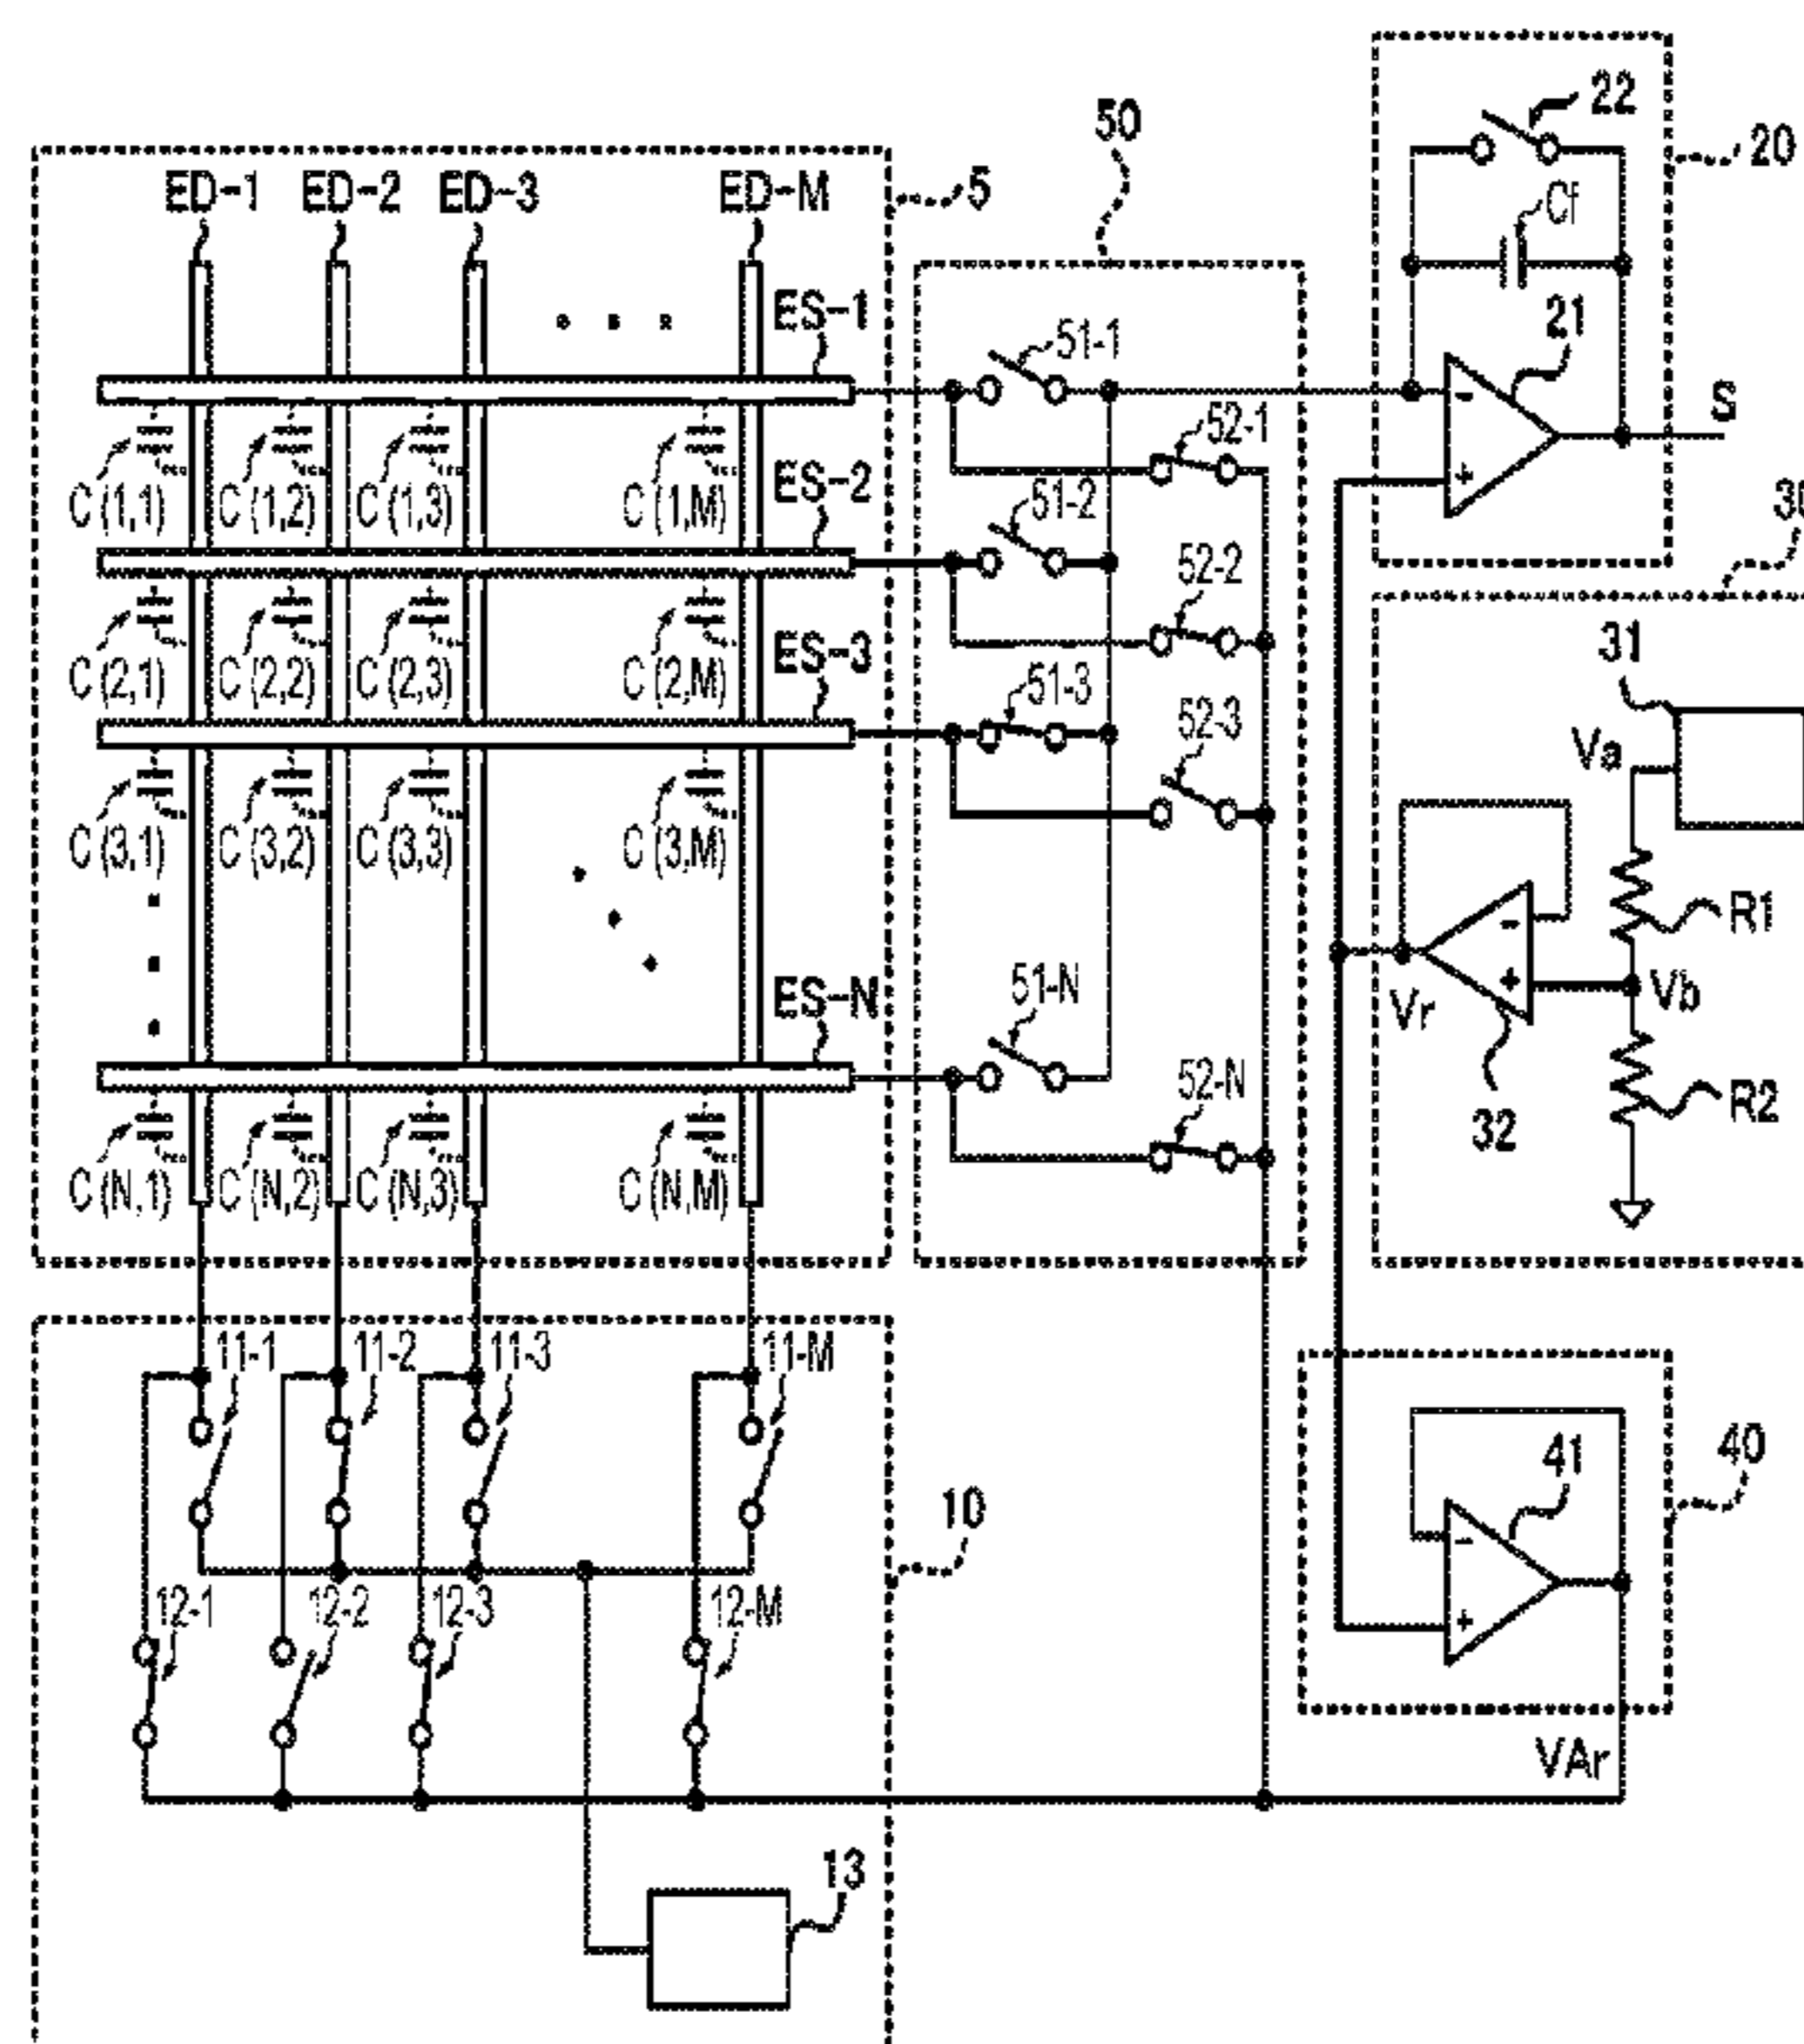 22
50
20
ED-1 ED-2 ED-3 ED-M
5
Cf
ES-1
21
51-1
S
52-1
C(1,1) C(1,2) C(1,3) C(1,M)
ES-2
51-2
52-2
31
C(2,1) C(2,2) C(2,3) C(2,M)
ES-3
51-3
52-3
Va
C(3,1) C(3,2) C(3,3) C(3,M)
R1
-
+
ES-N
51-N
Vr
Vb
52-N
32
R2
C(N,1) C(N,2) C(N,3) C(N,M)
11-1 11-2 11-3 11-M
40
41
10
-
+
12-1 12-2 12-3 12-M
VAr
13